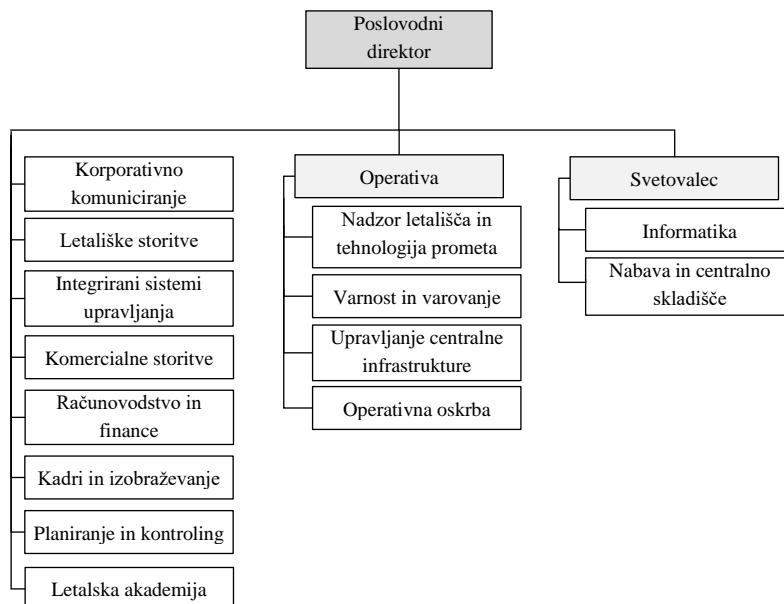 Poslovodni
direktor
Korporativno
komuniciranje
Letališke storitve
Integrirani sistemi
upravljanja
Komercialne storitve
Računovodstvo in
finance
Kadri in izobraževanje
Planiranje in kontroling
Letalska akademija
Operativa
Nadzor letališča in
tehnologija prometa
Varnost in varovanje
Upravljanje centralne
infrastrukture
Operativna oskrba
Svetovalec
Informatika
Nabava in centralno
skladišče